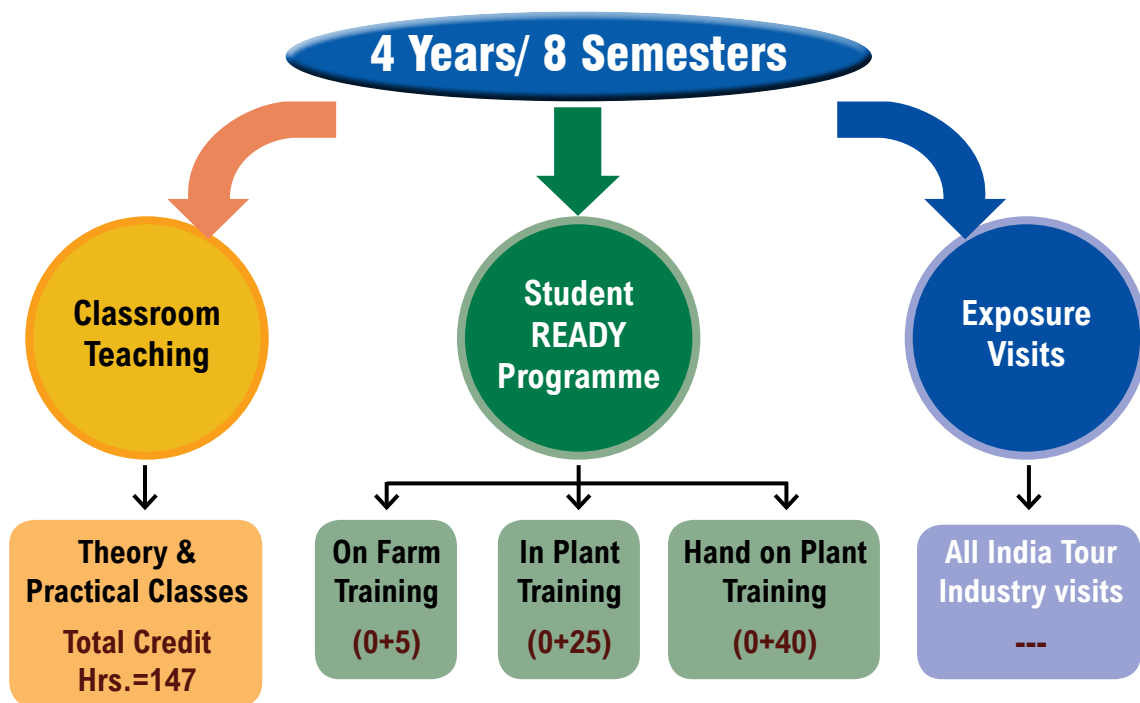 4 Years/ 8 Semesters
Classroom
Teaching
Student
READY
Programme
Exposure
Visits
Theory &
Practical Classes
Total Credit
Hrs.=147
On Farm
Training
(0+5)
In Plant
Training
(0+25)
Hand on Plant
Training
(0+40)
All India Tour
Industry visits
---